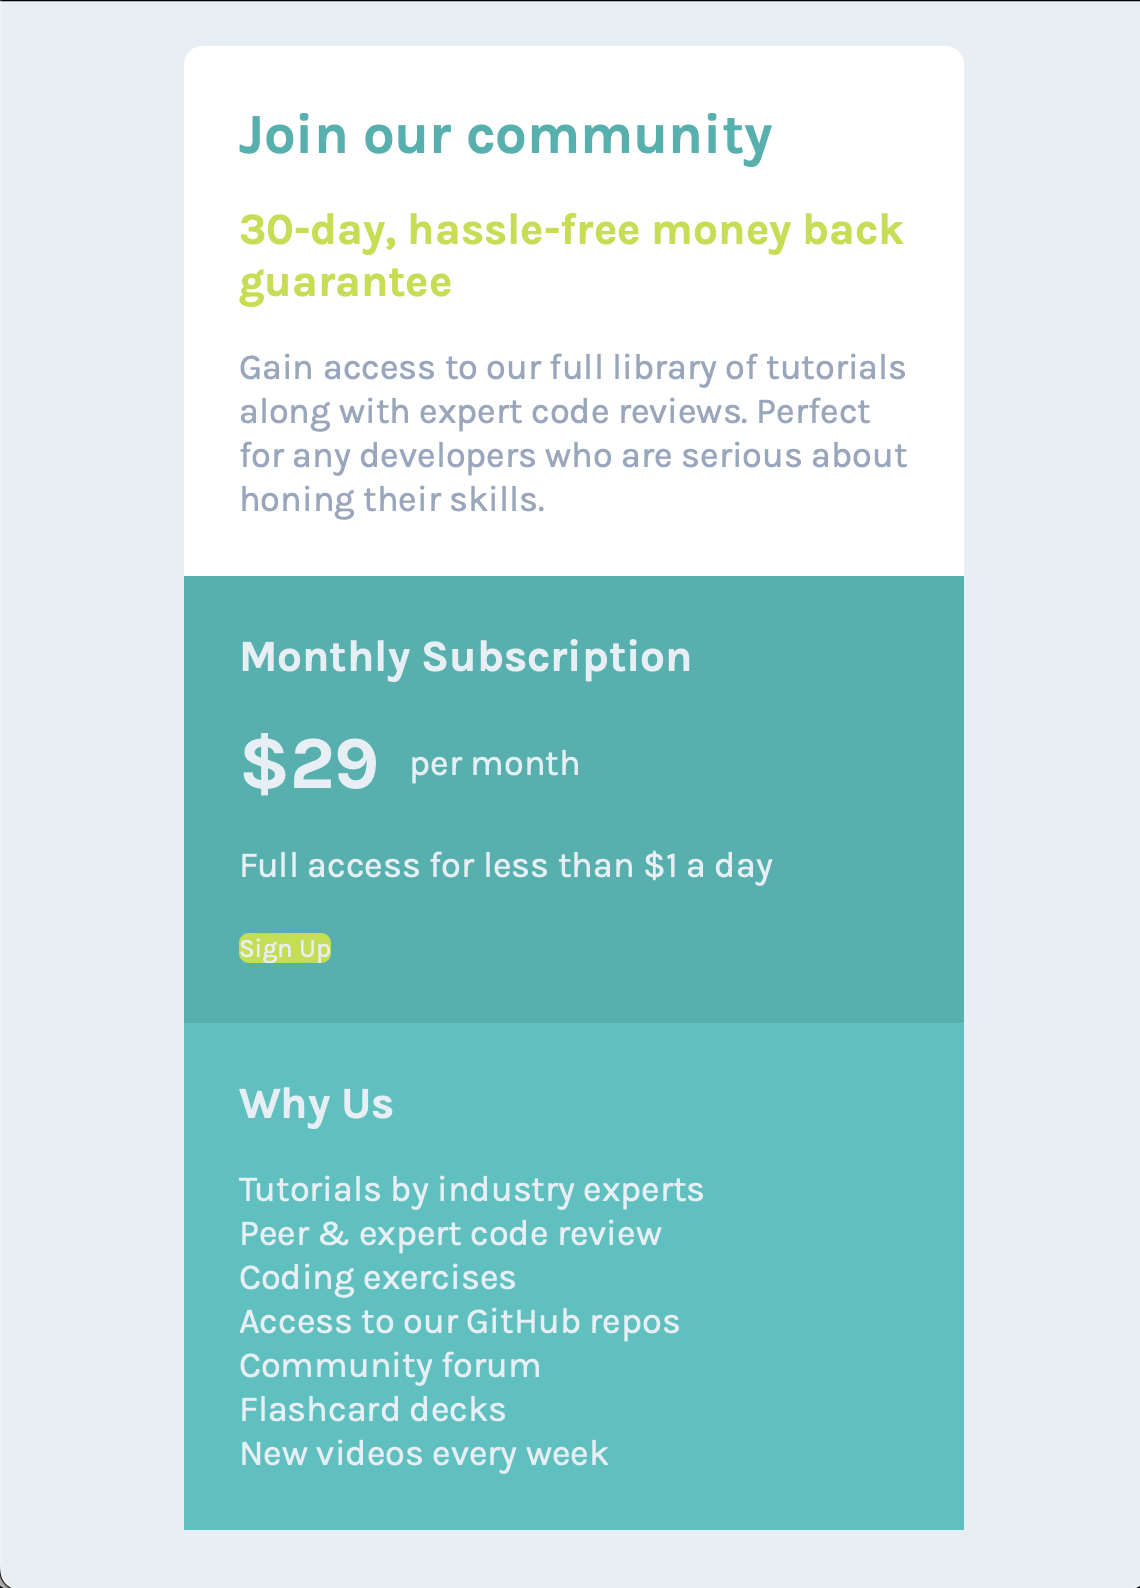 Join our community
30-day, hassle-free money back
guarantee
Gain access to our full library of tutorials
along with expert code reviews. Perfect
for any developers who are serious about
honing their skills.
Monthly Subscription
$29 per month
Full access for less than $1 a day
Sign Up
Why Us
Tutorials by industry experts
Peer & expert code review
Coding exercises
Access to our GitHub repos
Community forum
Flashcard decks
New videos every week